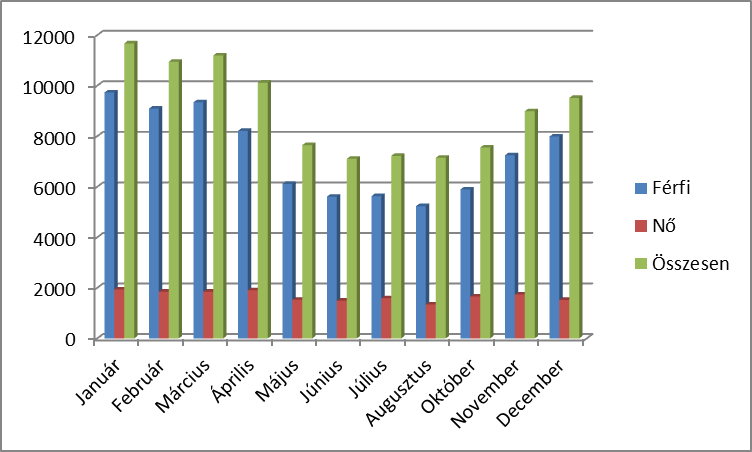 12000
10000
8000
6000
4000
2000
0
Január
Február
Március
Április
Május
Június
Július
Augusztus
Október
November
December
Férfi
Nő
Összesen